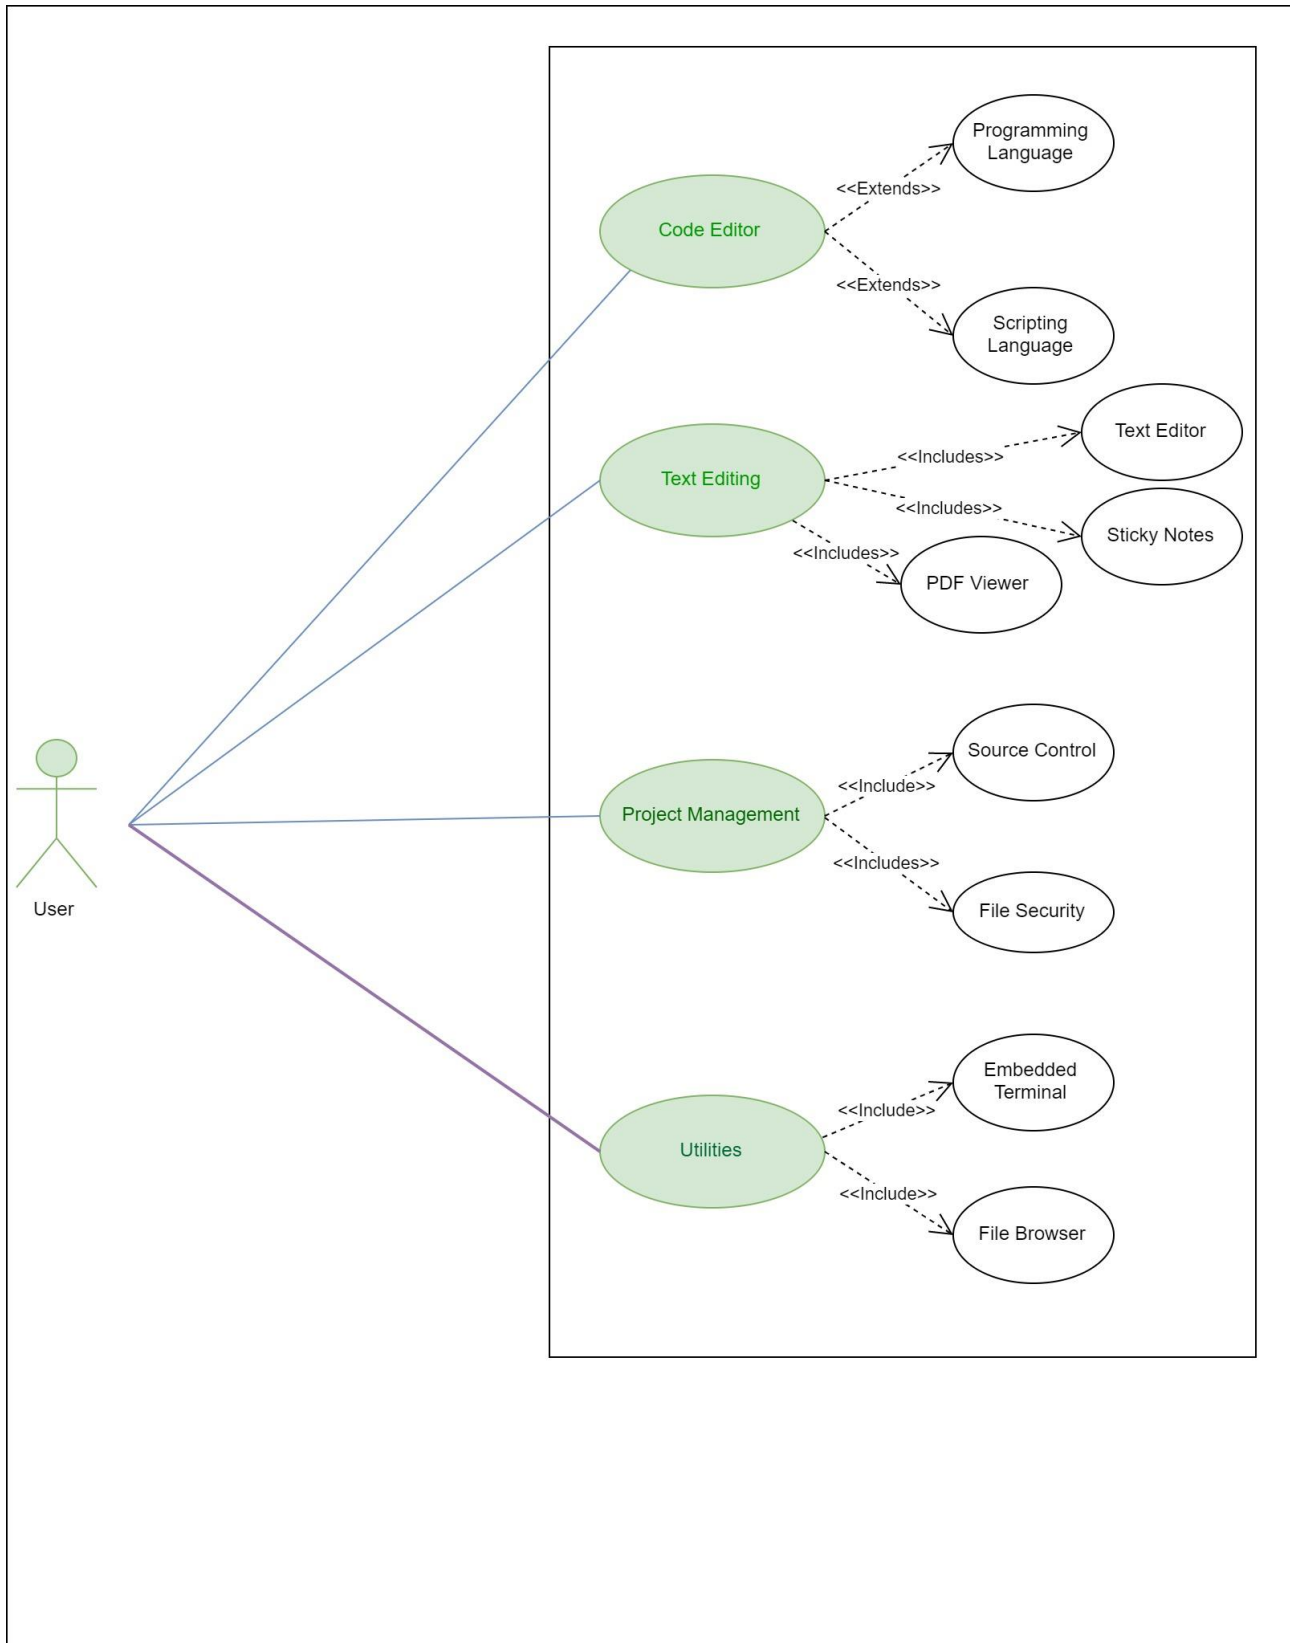 Programming
Language
<<Extends>>
Code Editor
<<Extends>>
Scripting
Language
Text Editor
<<Includes>>
Text Editing
<<Includes>>
Sticky Notes
<<Includes>>
PDF Viewer
Source Control
<<Include>>
Project Management
<<Includes>>
File Security
User
Embedded
Terminal
<<Include>>
Utilities
<<Include>>
File Browser